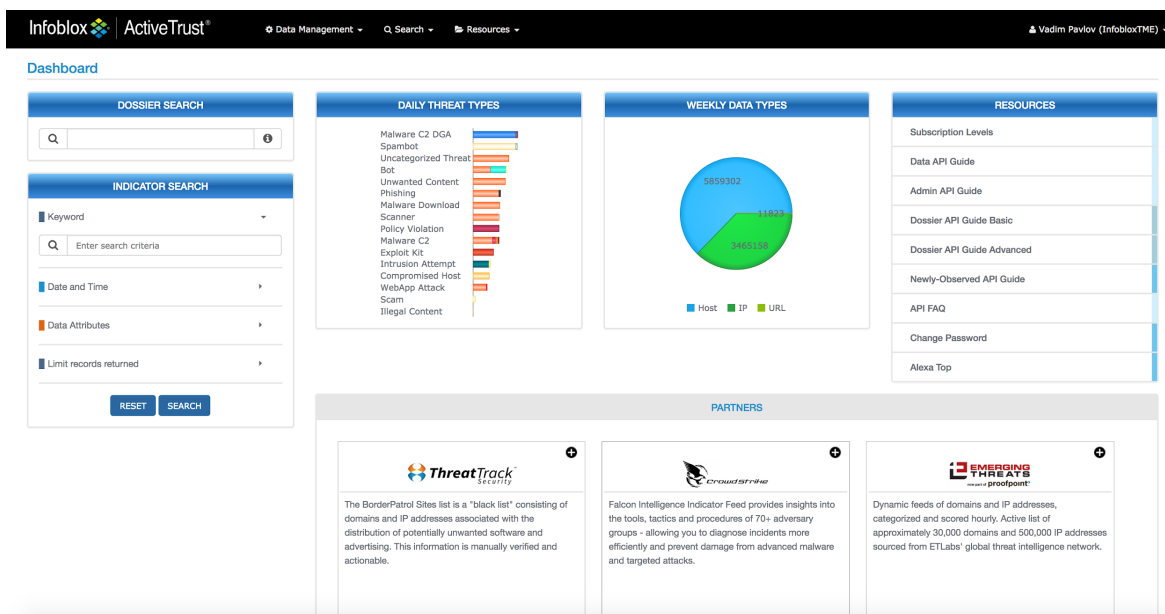 Infoblox ActiveTrust®
Data Management
Search
Resources
Vadim Pavlov (InfobloxTME)
Dashboard
DOSSIER SEARCH
INDICATOR SEARCH
Keyword
Enter search criteria
Date and Time
Data Attributes
Limit records returned
RESET
SEARCH
DAILY THREAT TYPES
Malware C2 DGA
Spambot
Uncategorized Threat
Bot
Unwanted Content
Phishing
Malware Download
Scanner
Policy Violation
Malware C2
Exploit Kit
Intrusion Attempt
Compromised Host
WebApp Attack
Scam
Illegal Content
WEEKLY DATA TYPES
5859302
11823
3465158
Host
IP
URL
RESOURCES
Subscription Levels
Data API Guide
Admin API Guide
Dossier API Guide Basic
Dossier API Guide Advanced
Newly-Observed API Guide
API FAQ
Change Password
Alexa Top
PARTNERS
ThreatTrack
Security
The BorderPatrol Sites list is a "black list" consisting of
domains and IP addresses associated with the
distribution of potentially unwanted software and
advertising. This information is manually verified and
actionable.
CROWDSTRIKE
Falcon Intelligence Indicator Feed provides insights into
the tools, tactics and procedures of 70+ adversary
groups - allowing you to diagnose incidents more
efficiently and prevent damage from advanced malware
and targeted attacks.
EMERGING
THREATS
now part of proofpoint
Dynamic feeds of domains and IP addresses,
categorized and scored hourly. Active list of
approximately 30,000 domains and 500,000 IP addresses
sourced from ETLabs' global threat intelligence network.